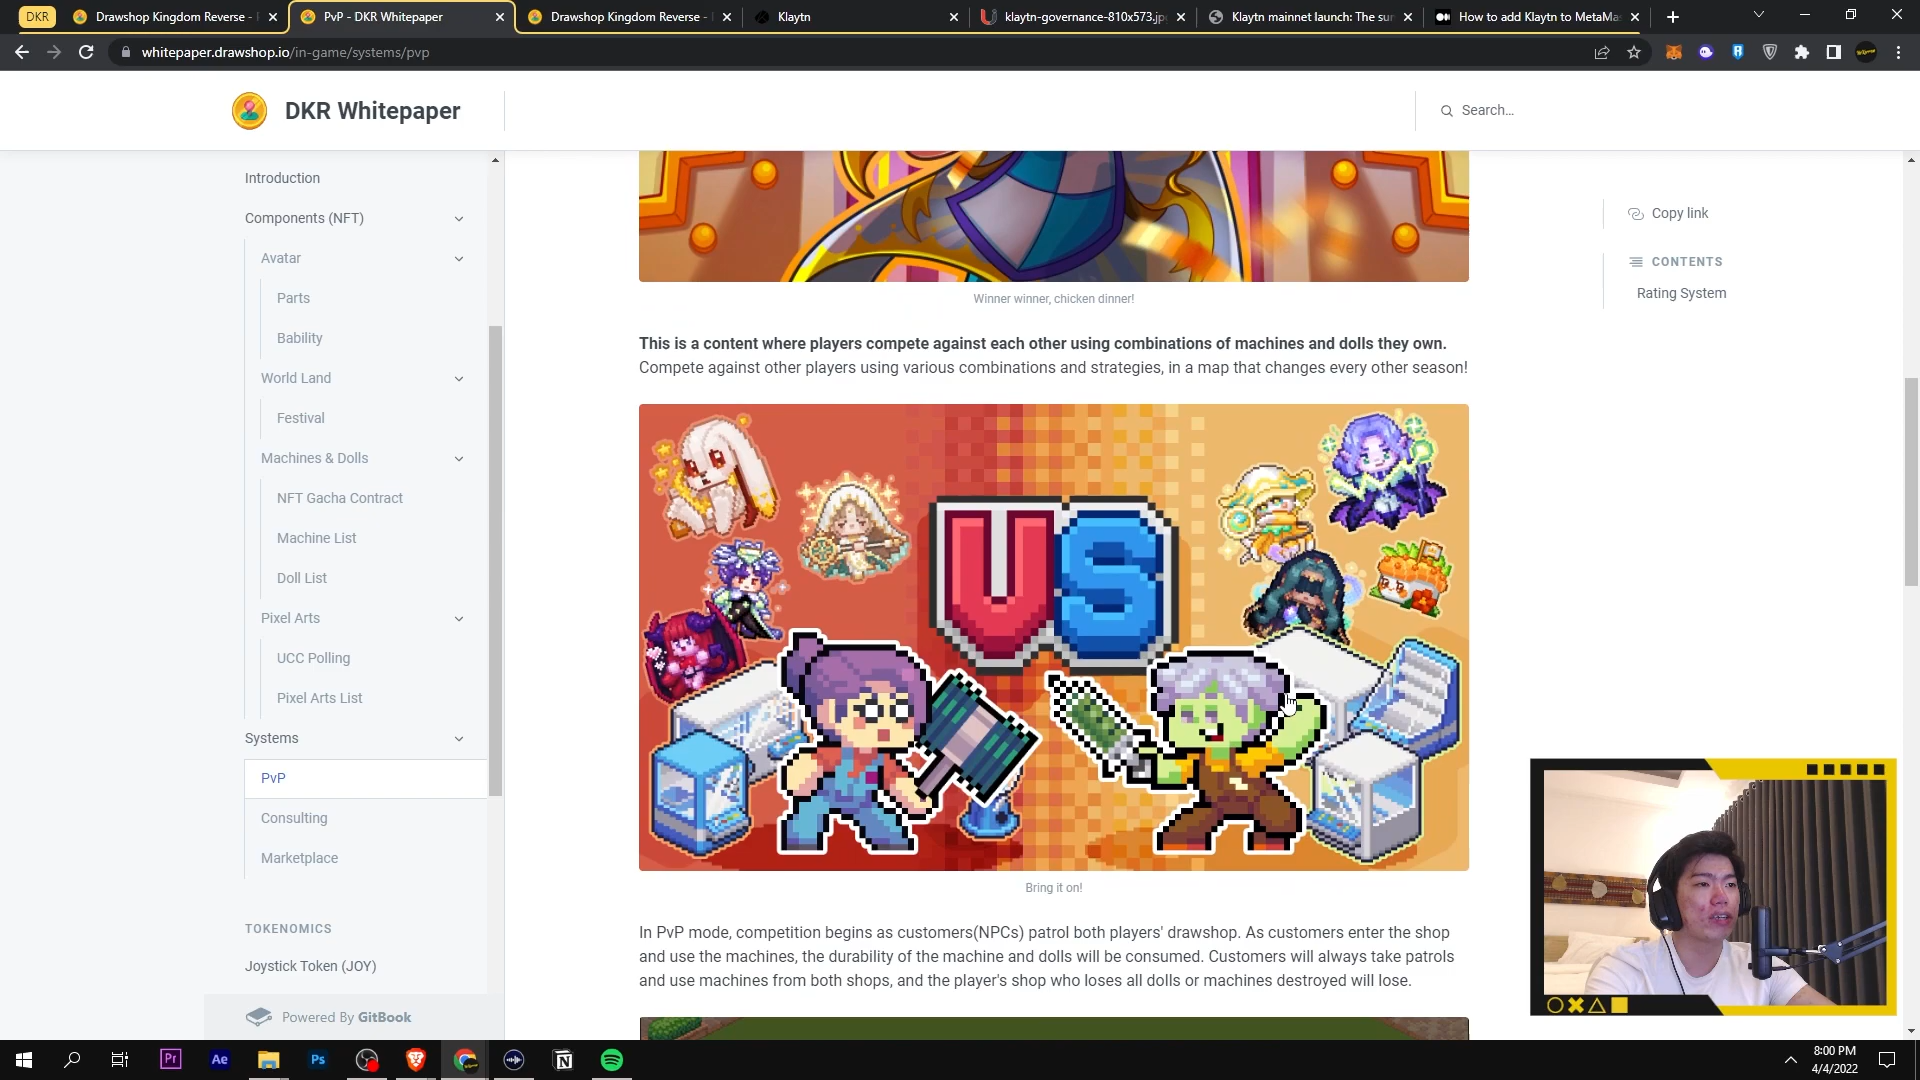 DKR
Drawshop Kingdom Reverse -
PvP - DKR Whitepaper
Drawshop Kingdom Reverse -
Klaytn
klaytn-governance-810x573.jp
Klaytn mainnet launch: The sur
How to add Klaytn to MetaMa
whitepaper.drawshop.io/in-game/systems/pvp
DKR Whitepaper
Search...
Introduction
Components (NFT)
Avatar
Parts
Bability
World Land
Festival
Machines & Dolls
NFT Gacha Contract
Machine List
Doll List
Pixel Arts
UCC Polling
Pixel Arts List
Systems
PvP
Consulting
Marketplace
TOKENOMICS
Joystick Token (JOY)
Powered By GitBook
Winner winner, chicken dinner!
This is a content where players compete against each other using combinations of machines and dolls they own.
Compete against other players using various combinations and strategies, in a map that changes every other season!
VS
Bring it on!
In PvP mode, competition begins as customers(NPCs) patrol both players' drawshop. As customers enter the shop
and use the machines, the durability of the machine and dolls will be consumed. Customers will always take patrols
and use machines from both shops, and the player's shop who loses all dolls or machines destroyed will lose.
Copy link
CONTENTS
Rating System
Pr
Ae
Ps
8:00 PM
4/4/2022